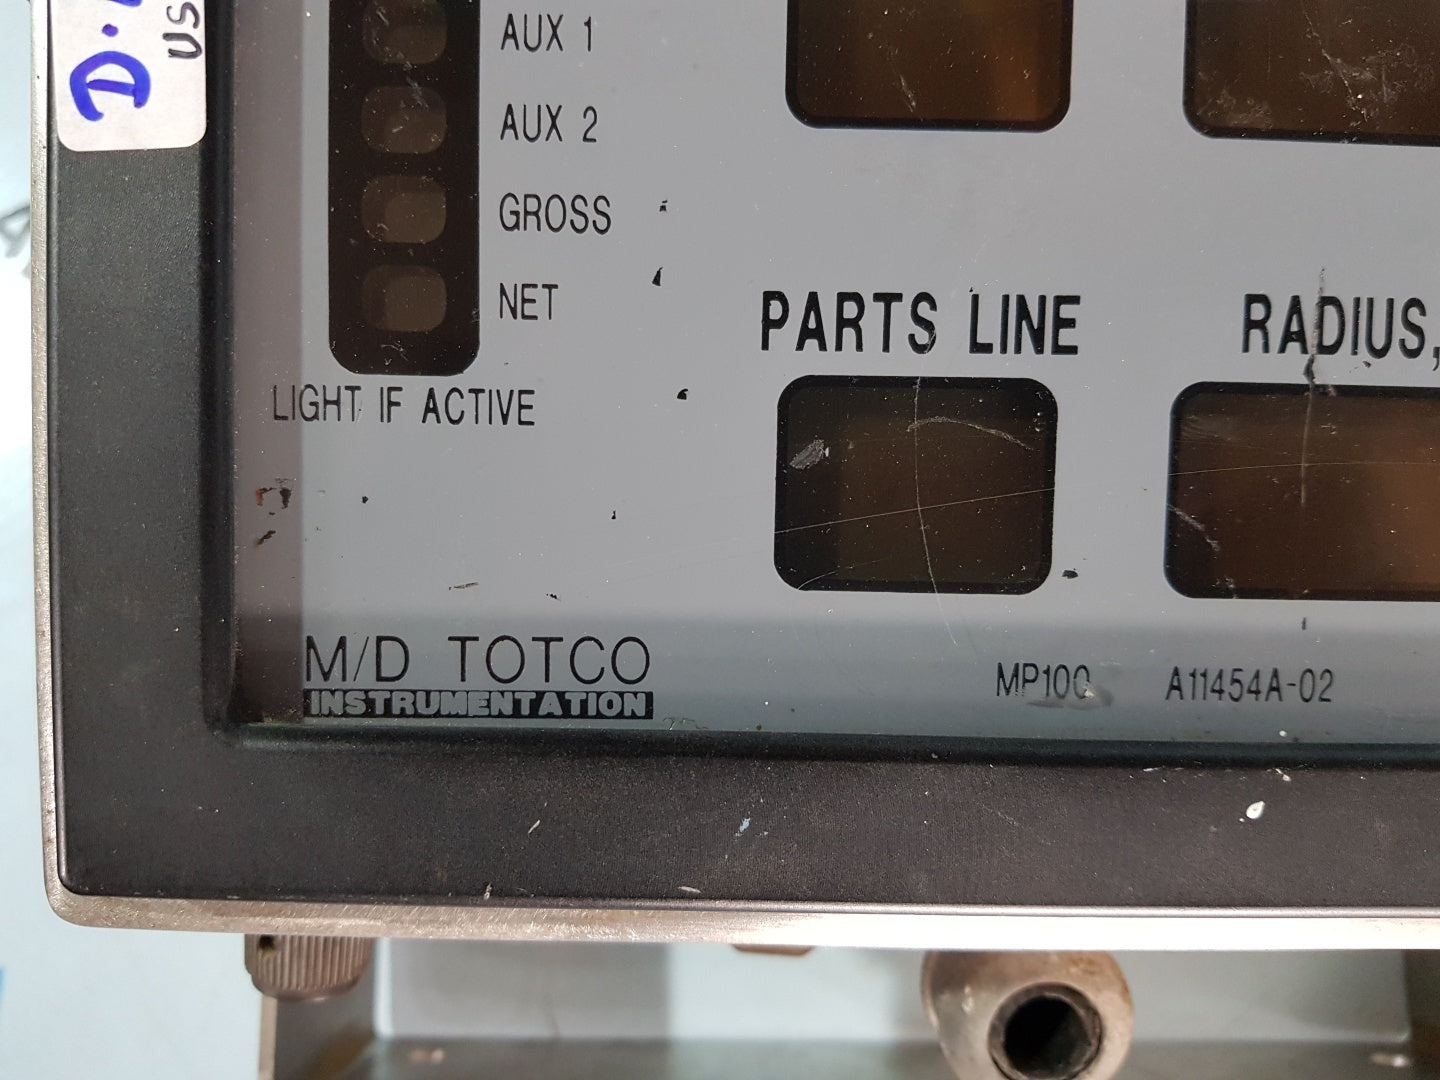 AUX 1
AUX 2
GROSS
NET
LIGHT IF ACTIVE
PARTS LINE
RADIUS,
M/D TOTCO
INSTRUMENTATION
MP100
A11454A-02